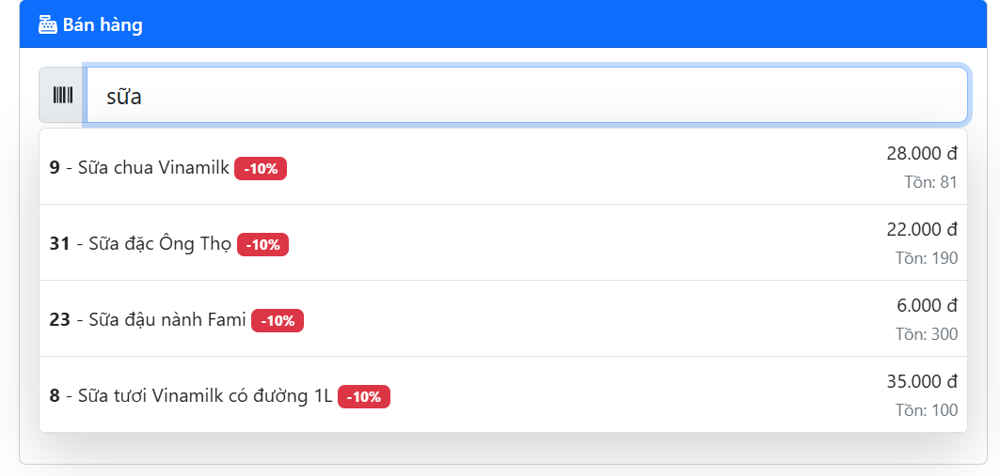 Bán hàng
sữa
9 - Sữa chua Vinamilk -10%
28.000 đ
Tồn: 81
31 - Sữa đặc Ông Thọ -10%
22.000 đ
Tồn: 190
23 - Sữa đậu nành Fami -10%
6.000 đ
Tồn: 300
8 - Sữa tươi Vinamilk có đường 1L -10%
35.000 đ
Tồn: 100